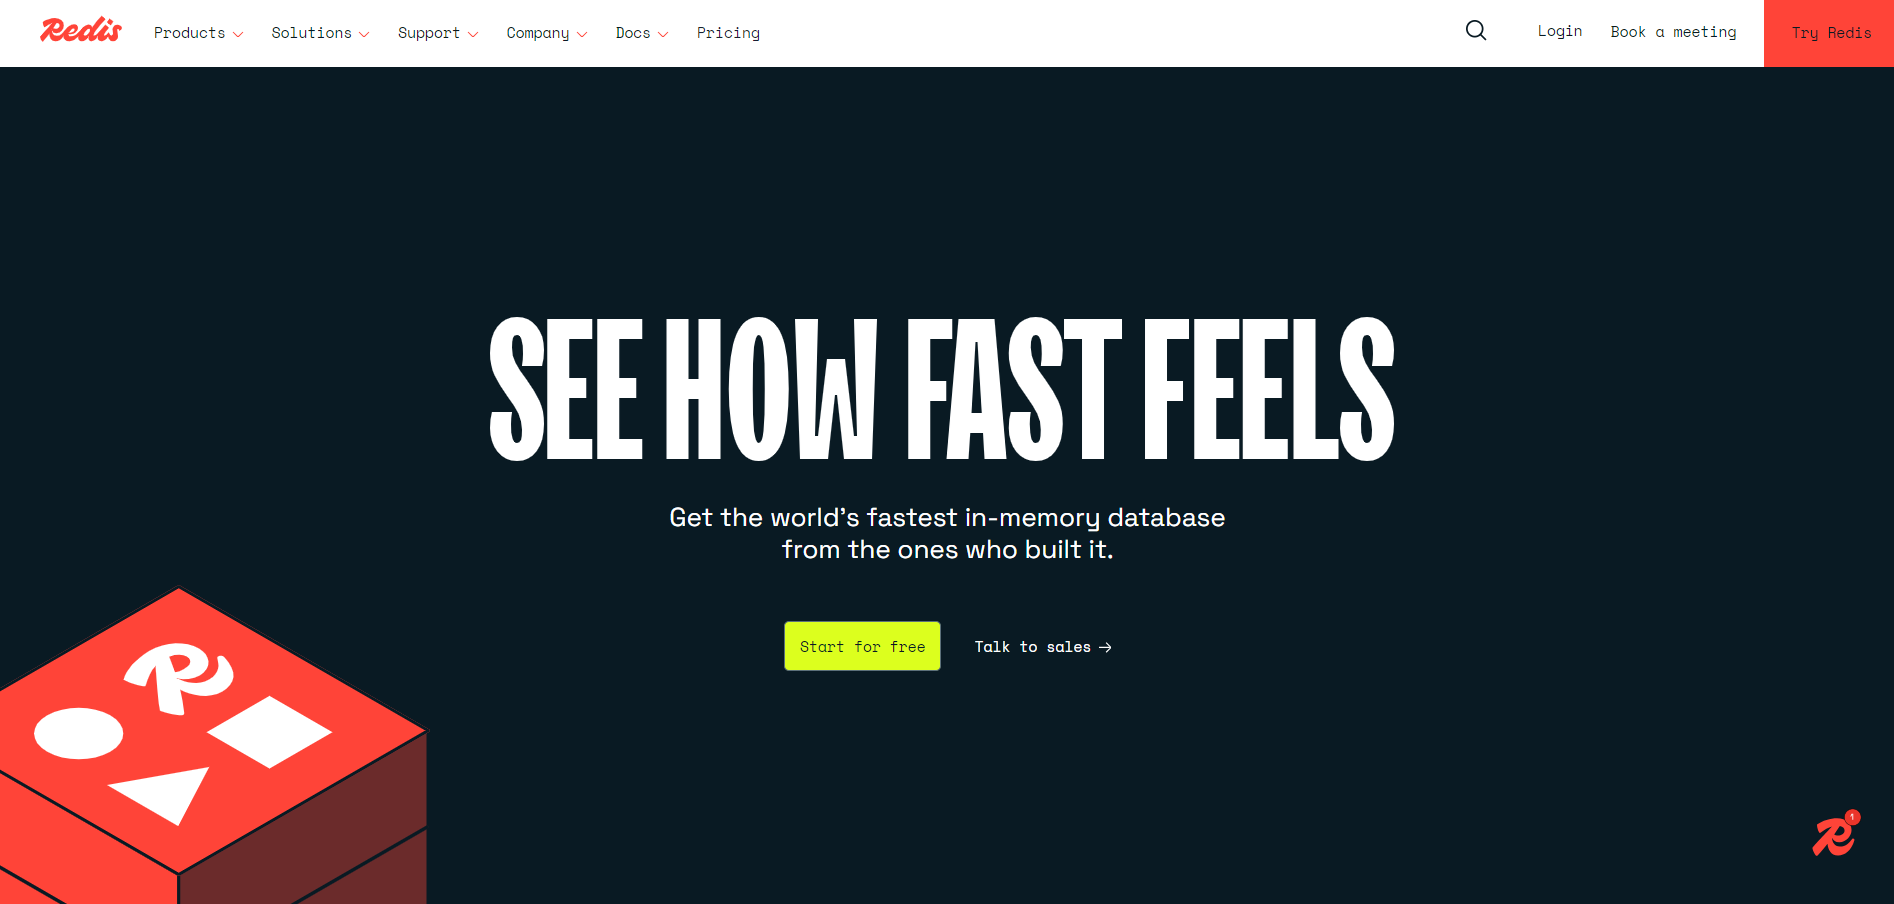 Redis Products Solutions Support Company Docs Pricing Login Book a meeting Try Redis
SEE HOW FAST FEELS
Get the world’s fastest in-memory database
from the ones who built it.
Start for free Talk to sales →
R
R 1